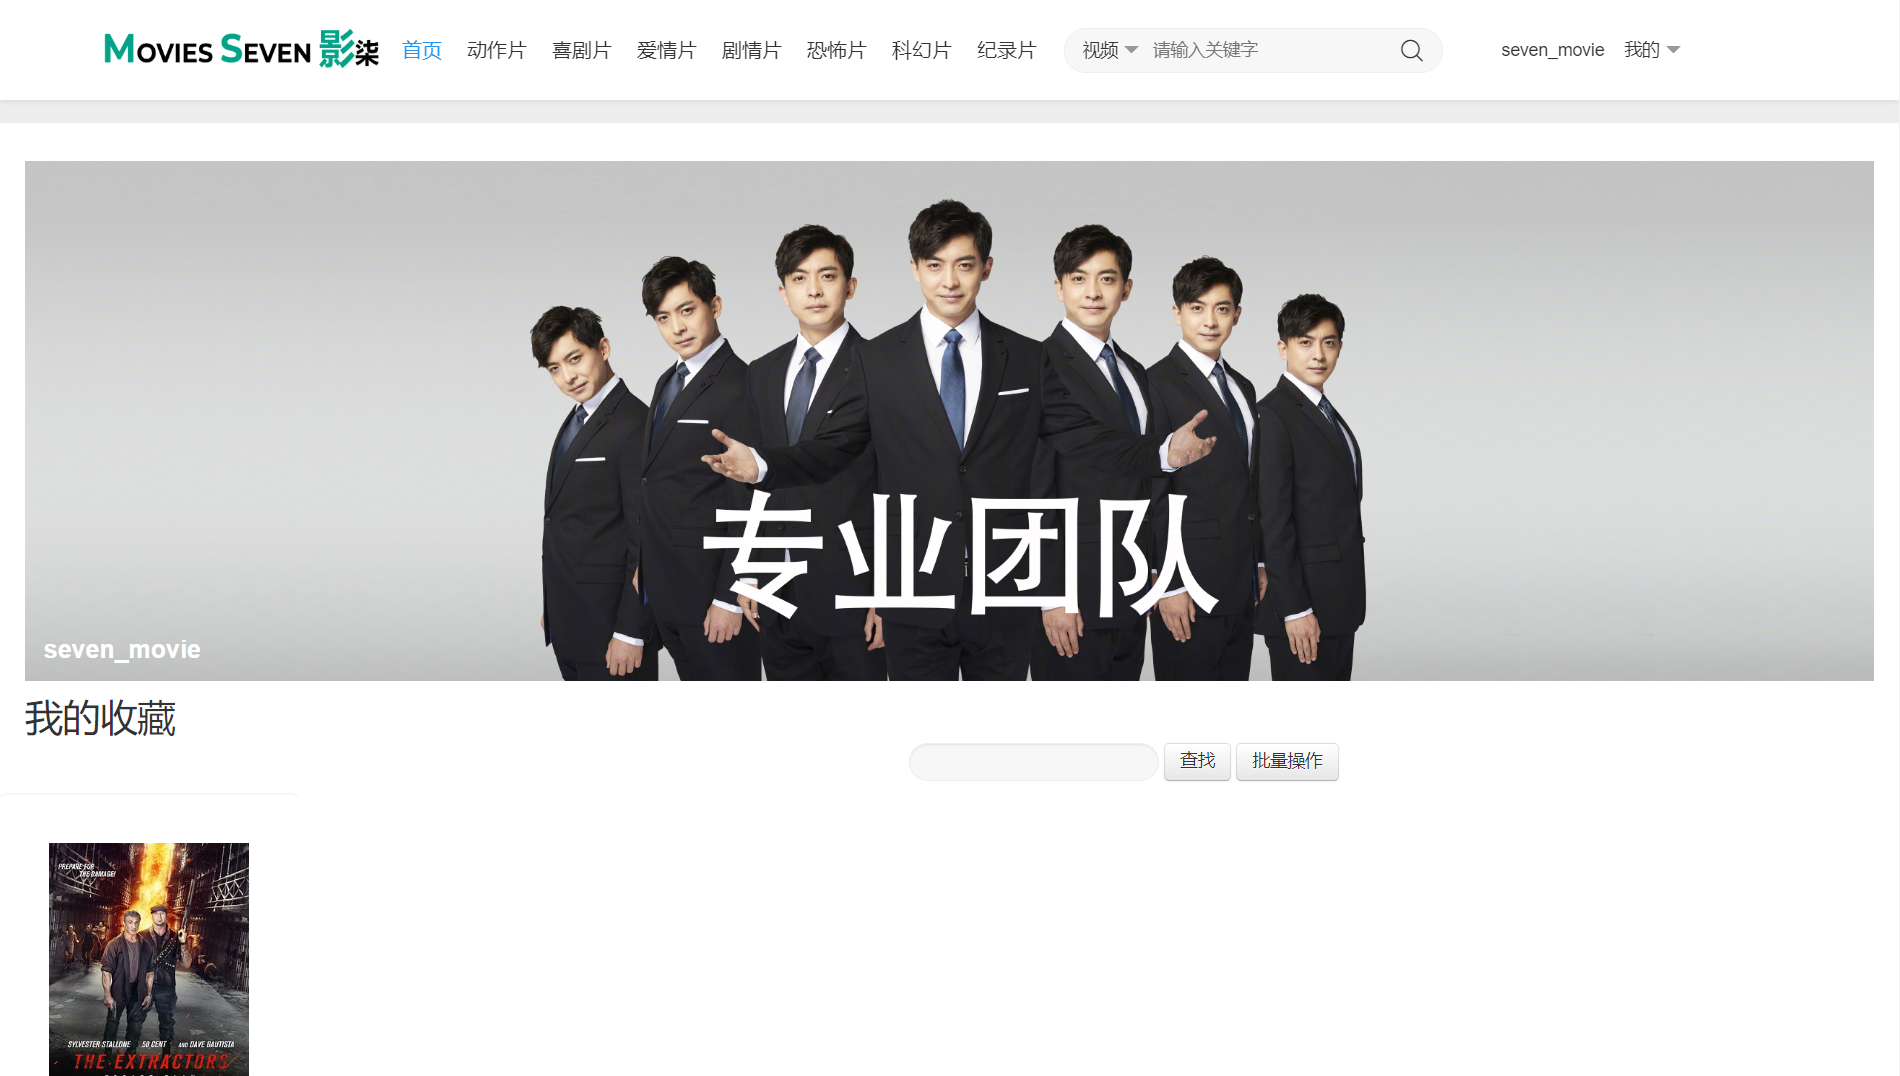 MOVIES SEVEN 影柒
首页 动作片 喜剧片 爱情片 剧情片 恐怖片 科幻片 纪录片 视频 请输入关键字 seven_movie 我的
专业团队
seven_movie
我的收藏
查找 批量操作
PREPARE FOR
THE DAMAGE!
SYLVESTER STALLONE 50 CENT AND DAVE BAUTISTA
THE EXTRACTORS